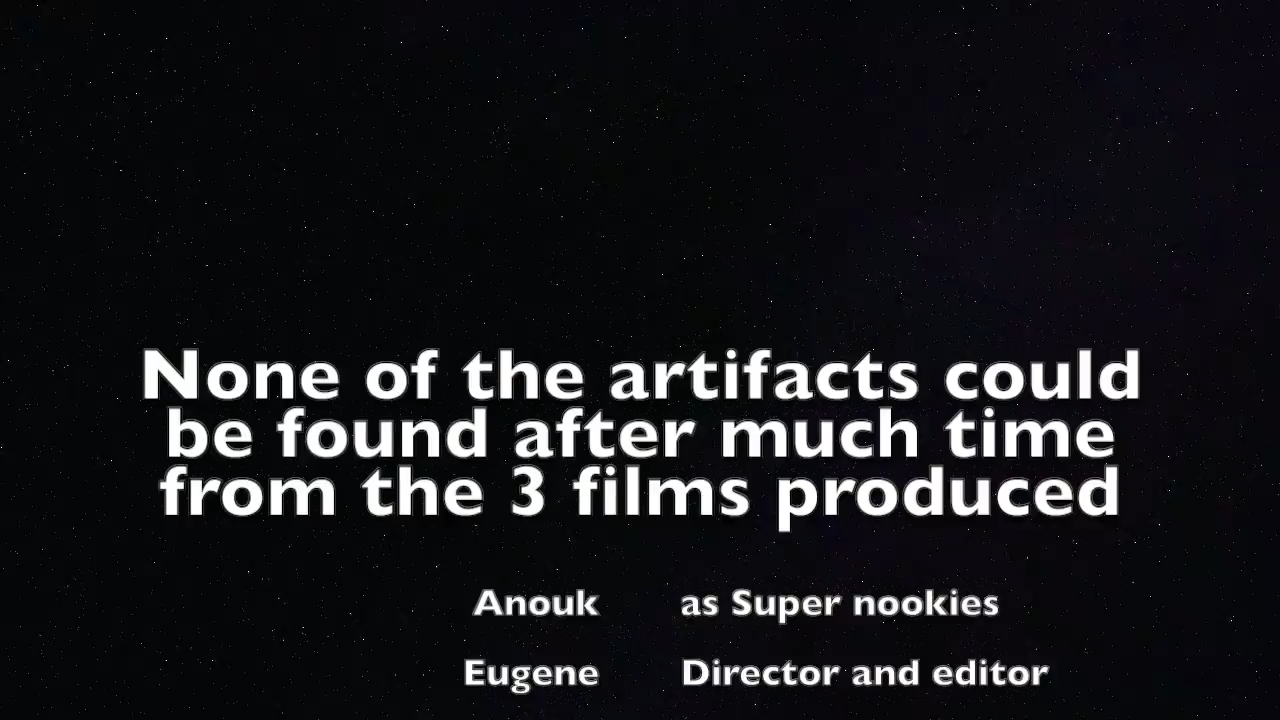 None of the artifacts could
be found after much time
from the 3 films produced
Anouk as Super nookies
Eugene Director and editor